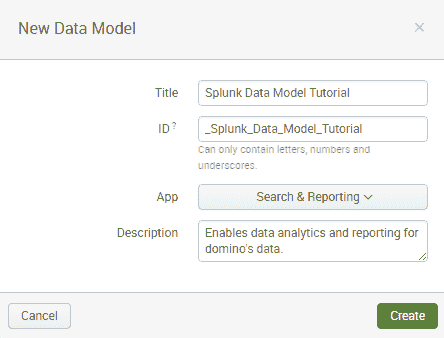 New Data Model
×
Title
Splunk Data Model Tutorial
ID ?
_Splunk_Data_Model_Tutorial
Can only contain letters, numbers and
underscores.
App
Search & Reporting
Description
Enables data analytics and reporting for
domino's data.
Cancel
Create